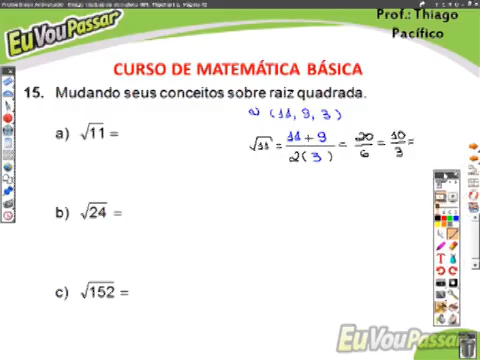 Prof.: Thiago
Pacífico
EuVouPassar
CURSO DE MATEMÁTICA BÁSICA
15. Mudando seus conceitos sobre raiz quadrada.
a) (11, 9, 3)
a) √11 =
√11 = (11 + 9) / 2(3) = 20/6 = 10/3 =
b) √24 =
c) √152 =
EuVouPassar